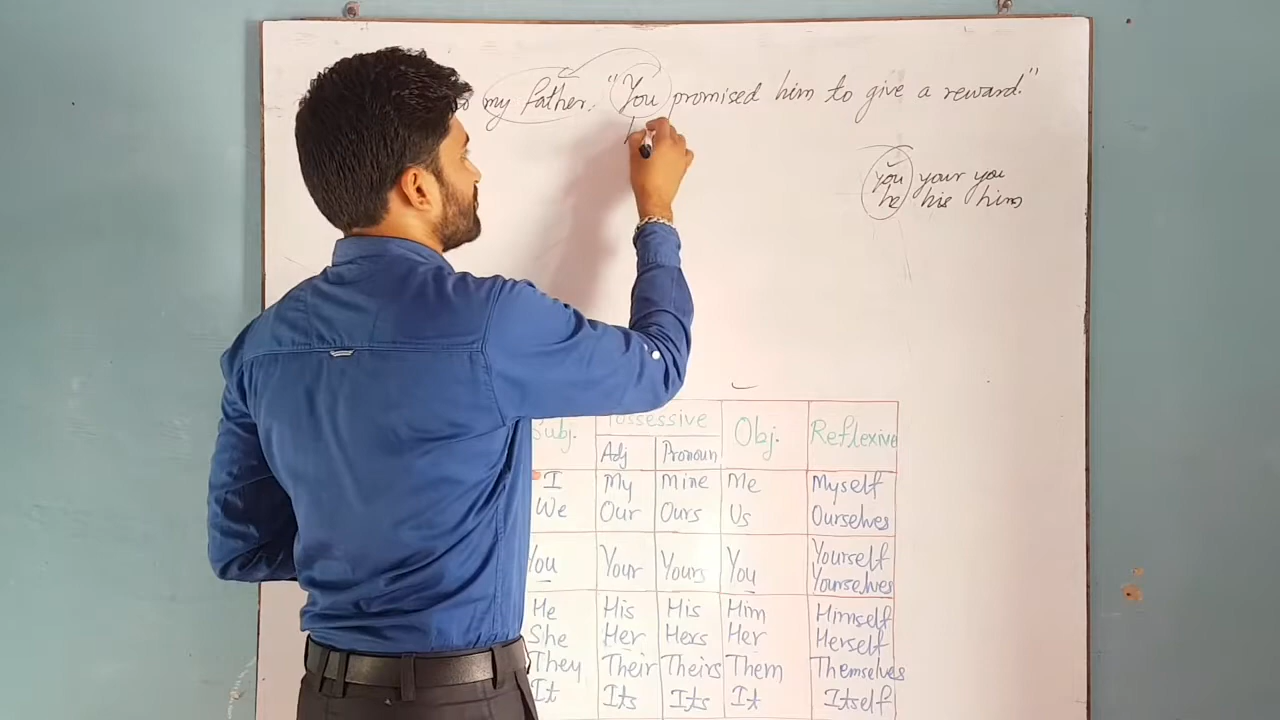 to my father, "You promised him to give a reward."
you your you
he his him
Subj. Possessive Obj. Reflexive
Adj Pronoun
I My Mine Me Myself
We Our Ours Us Ourselves
You Your Yours You Yourself
Yourselves
He His His Him Himself
She Her Hers Her Herself
They Their Theirs Them Themselves
It Its Its It Itself